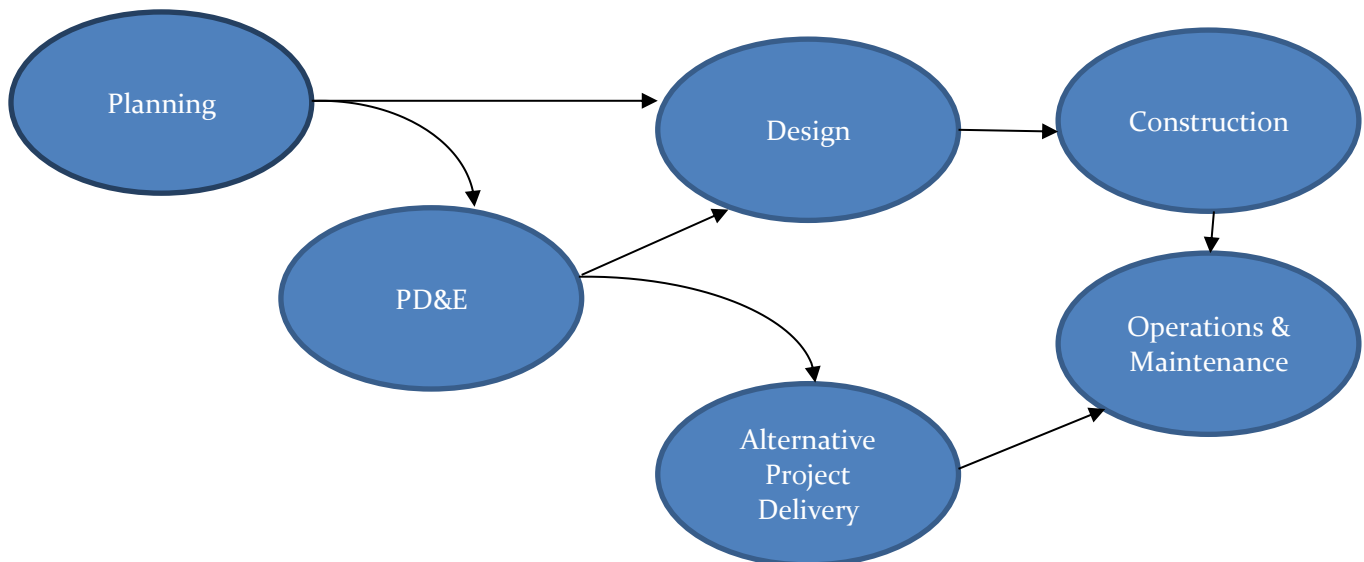 Planning
Design
Construction
PD&E
Operations &
Maintenance
Alternative
Project
Delivery